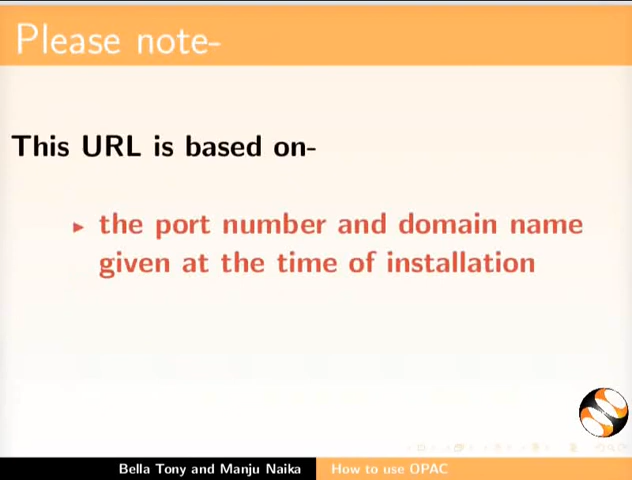 Please note-
This URL is based on-
the port number and domain name
given at the time of installation
Bella Tony and Manju Naika
How to use OPAC